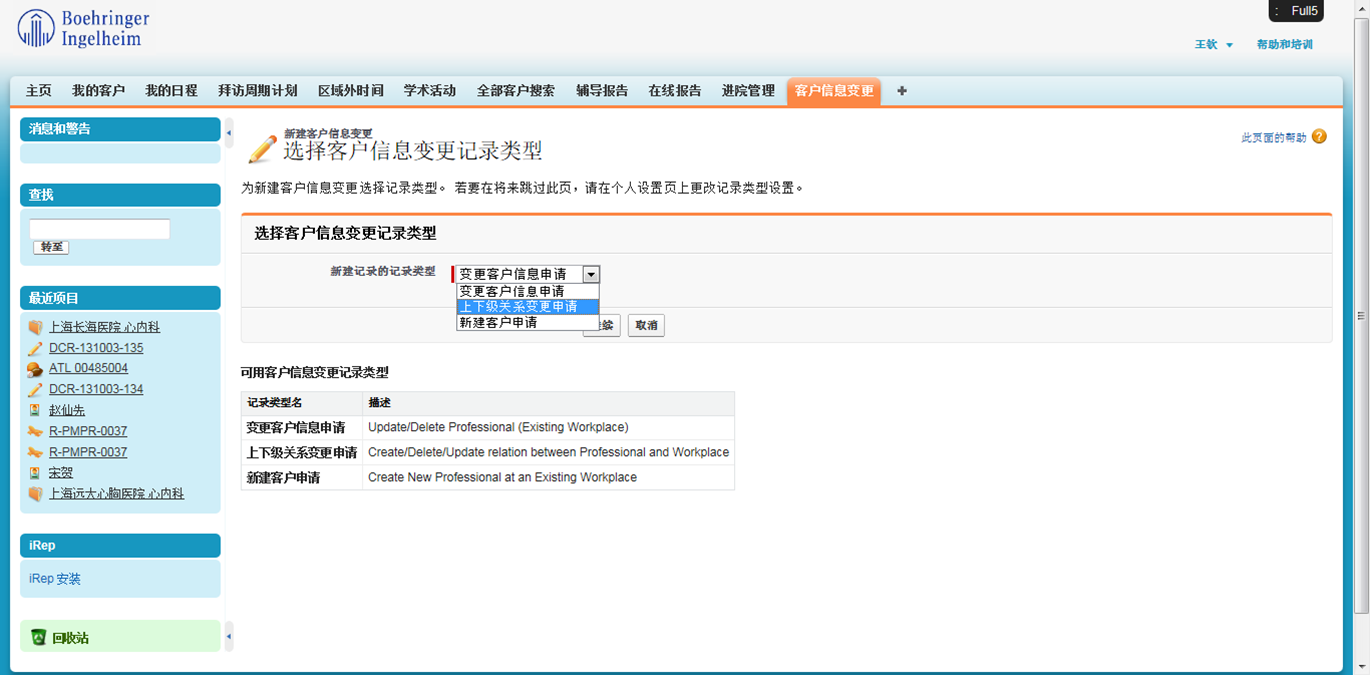 Boehringer
Ingelheim
: Full5
王钦 帮助和培训
主页 我的客户 我的日程 拜访周期计划 区域外时间 学术活动 全部客户搜索 辅导报告 在线报告 进院管理 客户信息变更 +
消息和警告
查找
转至
最近项目
上海长海医院 心内科
DCR-131003-135
ATL 00485004
DCR-131003-134
赵仙先
R-PMPR-0037
R-PMPR-0037
宋贺
上海远大心胸医院 心内科
iRep
iRep 安装
回收站
新建客户信息变更
选择客户信息变更记录类型
此页面的帮助 ?
为新建客户信息变更选择记录类型。 若要在将来跳过此页，请在个人设置页上更改记录类型设置。
选择客户信息变更记录类型
新建记录的记录类型 变更客户信息申请
变更客户信息申请
上下级关系变更申请
新建客户申请
续 取消
可用客户信息变更记录类型
记录类型名 描述
变更客户信息申请 Update/Delete Professional (Existing Workplace)
上下级关系变更申请 Create/Delete/Update relation between Professional and Workplace
新建客户申请 Create New Professional at an Existing Workplace